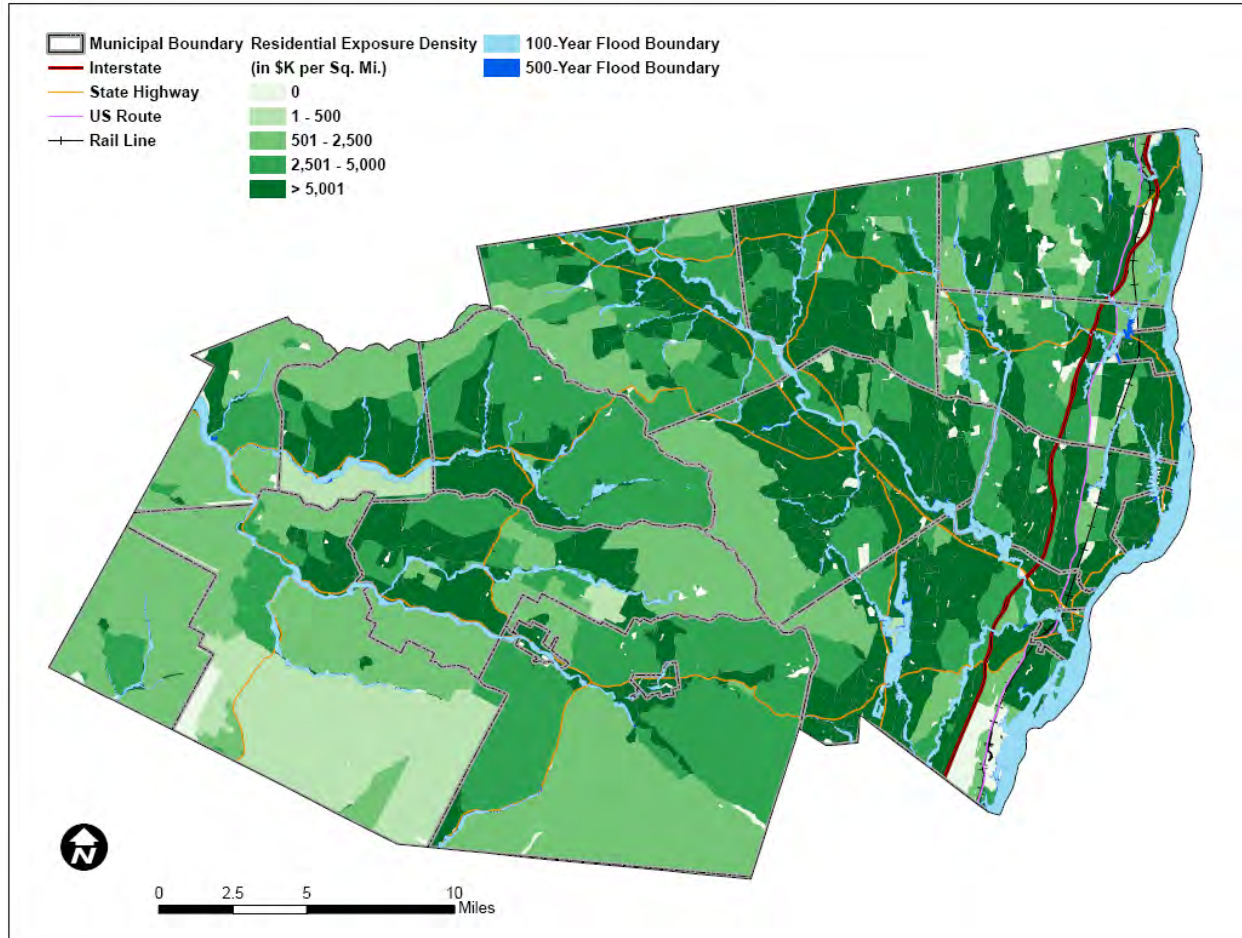 Municipal Boundary
Interstate
State Highway
US Route
Rail Line
Residential Exposure Density
(in $K per Sq. Mi.)
0
1 - 500
501 - 2,500
2,501 - 5,000
> 5,001
100-Year Flood Boundary
500-Year Flood Boundary
N
0 2.5 5 10
Miles